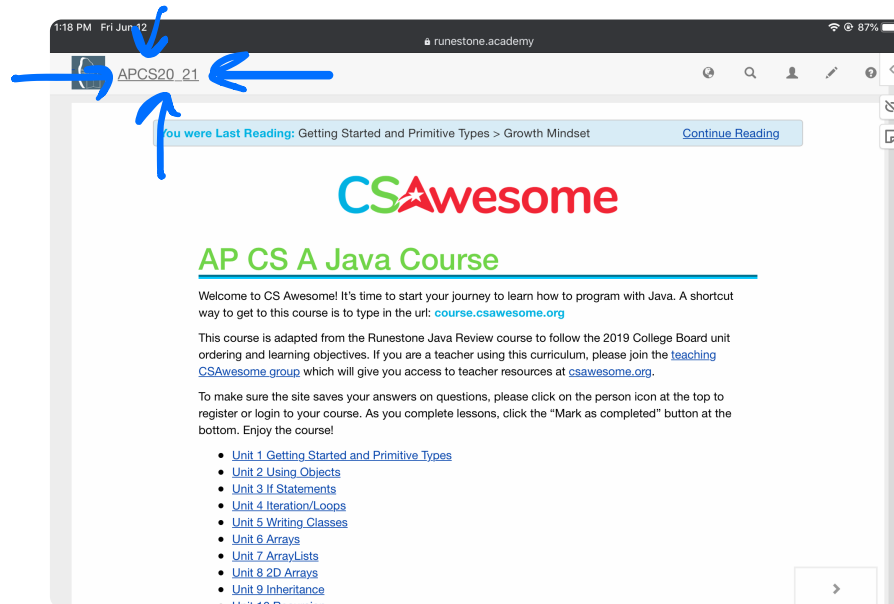 1:18 PM Fri Jun 12 87%
runestone.academy
APCS20_21
You were Last Reading: Getting Started and Primitive Types > Growth Mindset Continue Reading
CSAwesome
AP CS A Java Course
Welcome to CS Awesome! It's time to start your journey to learn how to program with Java. A shortcut
way to get to this course is to type in the url: course.csawesome.org
This course is adapted from the Runestone Java Review course to follow the 2019 College Board unit
ordering and learning objectives. If you are a teacher using this curriculum, please join the teaching
CSAwesome group which will give you access to teacher resources at csawesome.org.
To make sure the site saves your answers on questions, please click on the person icon at the top to
register or login to your course. As you complete lessons, click the “Mark as completed” button at the
bottom. Enjoy the course!
• Unit 1 Getting Started and Primitive Types
• Unit 2 Using Objects
• Unit 3 If Statements
• Unit 4 Iteration/Loops
• Unit 5 Writing Classes
• Unit 6 Arrays
• Unit 7 ArrayLists
• Unit 8 2D Arrays
• Unit 9 Inheritance